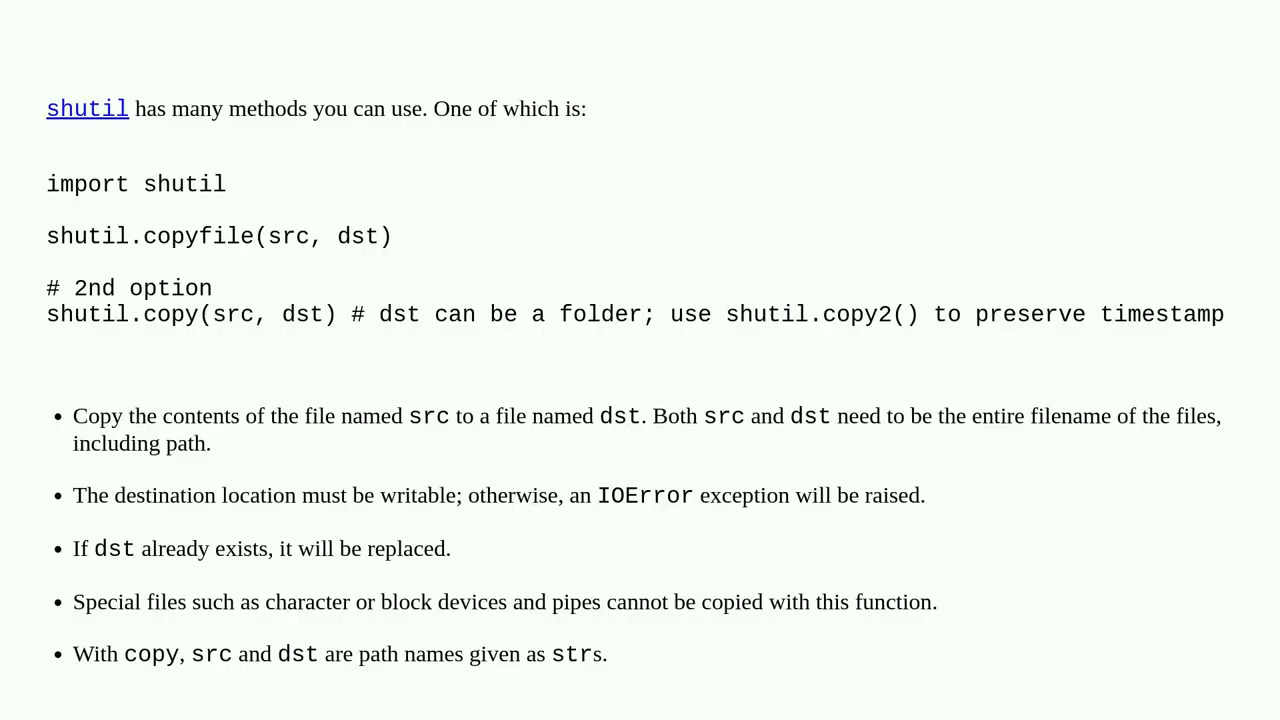 shutil has many methods you can use. One of which is:
import shutil
shutil.copyfile(src, dst)
# 2nd option
shutil.copy(src, dst) # dst can be a folder; use shutil.copy2() to preserve timestamp
• Copy the contents of the file named src to a file named dst. Both src and dst need to be the entire filename of the files,
including path.
• The destination location must be writable; otherwise, an IOError exception will be raised.
• If dst already exists, it will be replaced.
• Special files such as character or block devices and pipes cannot be copied with this function.
• With copy, src and dst are path names given as strs.